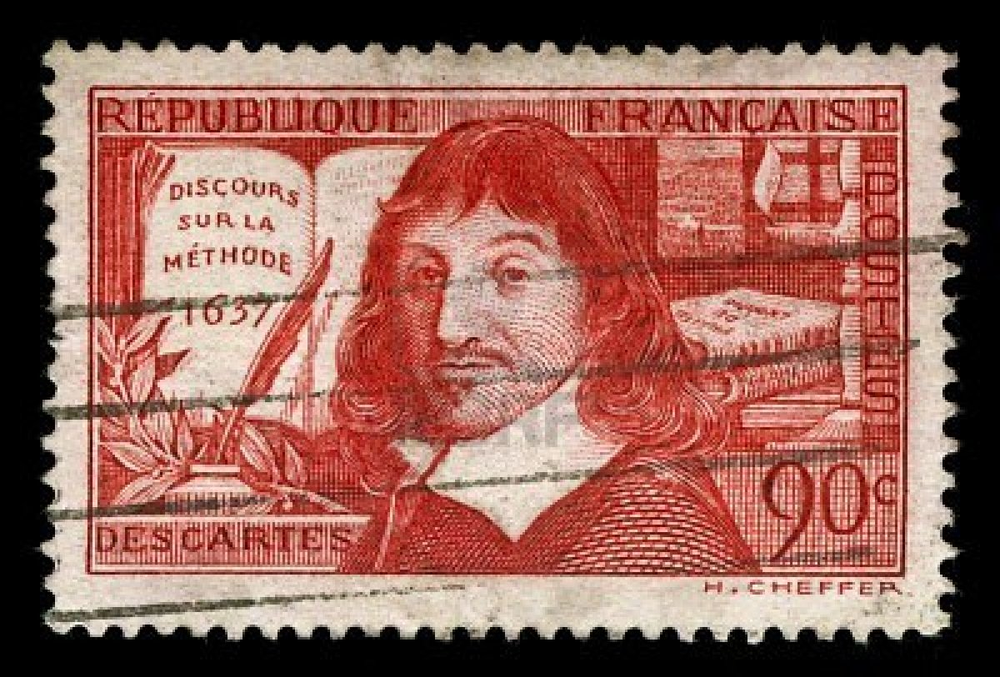 RÉPUBLIQUE FRANÇAISE
DISCOURS
SUR LA
MÉTHODE
1637
POSTES
90c
DESCARTES
H. CHEFFER.